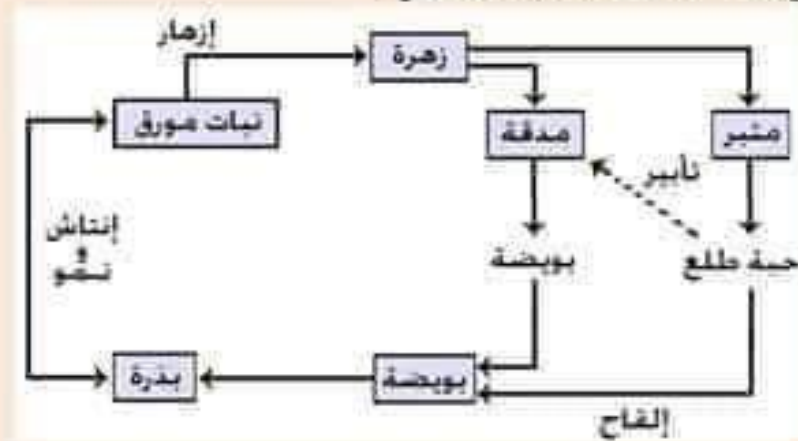 إزهار
زهرة
نبات مورق
مدقة
مئبر
تأبير
إنتاش
و
نمو
بويضة
حبة طلع
بذرة
بويضة
إلقاح